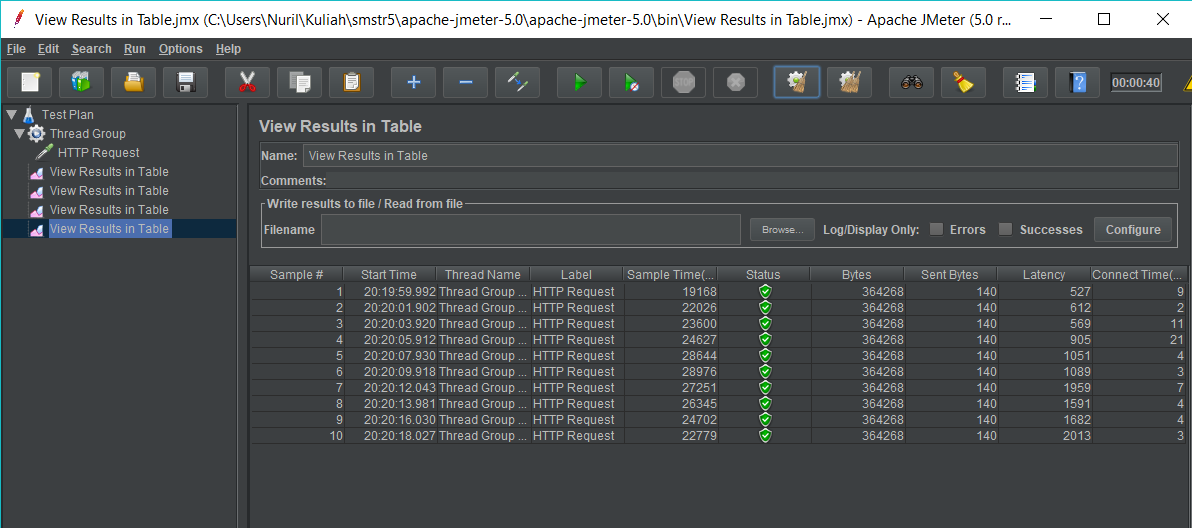 View Results in Table.jmx (C:\Users\Nuril\Kuliah\smstr5\apache-jmeter-5.0\apache-jmeter-5.0\bin\View Results in Table.jmx) - Apache JMeter (5.0 r...
File Edit Search Run Options Help
STOP 00:00:40
Test Plan
Thread Group
HTTP Request
View Results in Table
View Results in Table
View Results in Table
View Results in Table
View Results in Table
Name: View Results in Table
Comments:
Write results to file / Read from file
Filename Browse... Log/Display Only: Errors Successes Configure
Sample # Start Time Thread Name Label Sample Time(... Status Bytes Sent Bytes Latency Connect Time(...
1 20:19:59.992 Thread Group ... HTTP Request 19168 364268 140 527 9
2 20:20:01.902 Thread Group ... HTTP Request 22026 364268 140 612 2
3 20:20:03.920 Thread Group ... HTTP Request 23600 364268 140 569 11
4 20:20:05.912 Thread Group ... HTTP Request 24627 364268 140 905 21
5 20:20:07.930 Thread Group ... HTTP Request 28644 364268 140 1051 4
6 20:20:09.918 Thread Group ... HTTP Request 28976 364268 140 1089 3
7 20:20:12.043 Thread Group ... HTTP Request 27251 364268 140 1959 7
8 20:20:13.981 Thread Group ... HTTP Request 26345 364268 140 1591 4
9 20:20:16.030 Thread Group ... HTTP Request 24702 364268 140 1682 4
10 20:20:18.027 Thread Group ... HTTP Request 22779 364268 140 2013 3